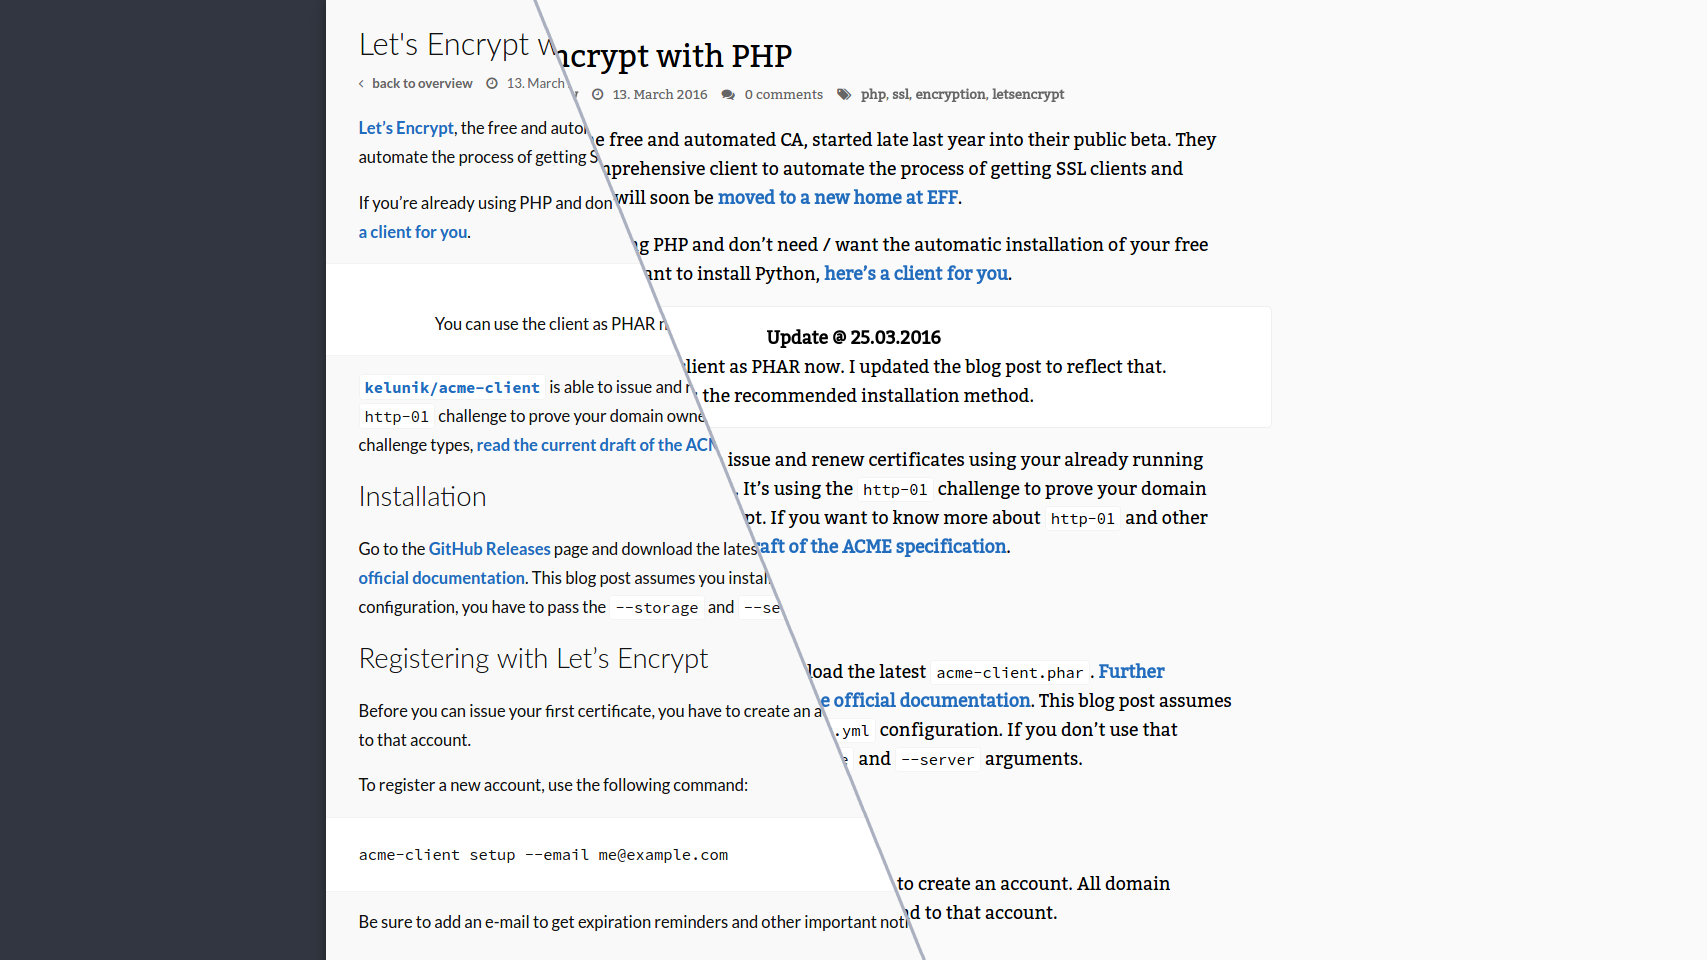 Let's Encrypt
back to overview 13. March
Let’s Encrypt, the free and
automate the process of getting
If you’re already using PHP and don
a client for you.
You can use the client as PHAR
kelunik/acme-client is able to issue and
http-01 challenge to prove your domain
challenge types, read the current draft of the
Installation
Go to the GitHub Releases page and download the
official documentation. This blog post assumes you
configuration, you have to pass the --storage and
Registering with Let’s Encrypt
Before you can issue your first certificate, you have to create an
to that account.
To register a new account, use the following command:
acme-client setup --email me@example.com
Be sure to add an e-mail to get expiration reminders and other important
ncrypt with PHP
13. March 2016 0 comments php, ssl, encryption, letsencrypt
e free and automated CA, started late last year into their public beta. They
prehensive client to automate the process of getting SSL clients and
will soon be moved to a new home at EFF.
g PHP and don’t need / want the automatic installation of your free
ant to install Python, here’s a client for you.
Update @ 25.03.2016
lient as PHAR now. I updated the blog post to reflect that.
the recommended installation method.
issue and renew certificates using your already running
. It’s using the http-01 challenge to prove your domain
pt. If you want to know more about http-01 and other
raft of the ACME specification.
load the latest acme-client.phar . Further
e official documentation. This blog post assumes
.yml configuration. If you don’t use that
e and --server arguments.
to create an account. All domain
d to that account.